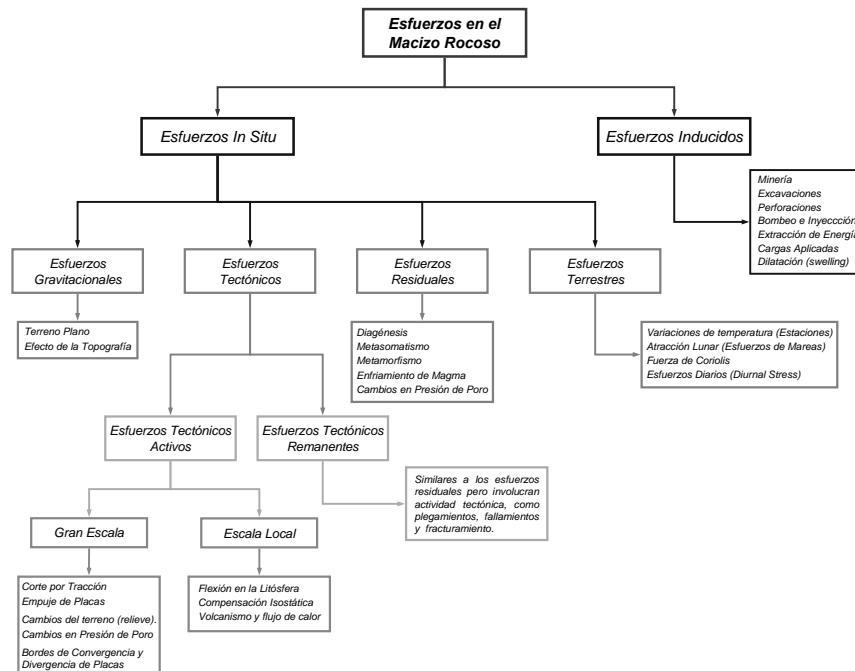 Esfuerzos en el
Macizo Rocoso
Esfuerzos In Situ
Esfuerzos Inducidos
Minería
Excavaciones
Perforaciones
Bombeo e Inyeccción
Extracción de Energía
Cargas Aplicadas
Dilatación (swelling)
Esfuerzos
Gravitacionales
Esfuerzos
Tectónicos
Esfuerzos
Residuales
Esfuerzos
Terrestres
Terreno Plano
Efecto de la Topografía
Diagénesis
Metasomatismo
Metamorfismo
Enfriamiento de Magma
Cambios en Presión de Poro
Variaciones de temperatura (Estaciones)
Atracción Lunar (Esfuerzos de Mareas)
Fuerza de Coriolis
Esfuerzos Diarios (Diurnal Stress)
Esfuerzos Tectónicos
Activos
Esfuerzos Tectónicos
Remanentes
Similares a los esfuerzos
residuales pero involucran
actividad tectónica, como
plegamientos, fallamientos
y fracturamiento.
Gran Escala
Escala Local
Corte por Tracción
Empuje de Placas
Cambios del terreno (relieve).
Cambios en Presión de Poro
Bordes de Convergencia y
Divergencia de Placas
Flexión en la Litósfera
Compensación Isostática
Volcanismo y flujo de calor